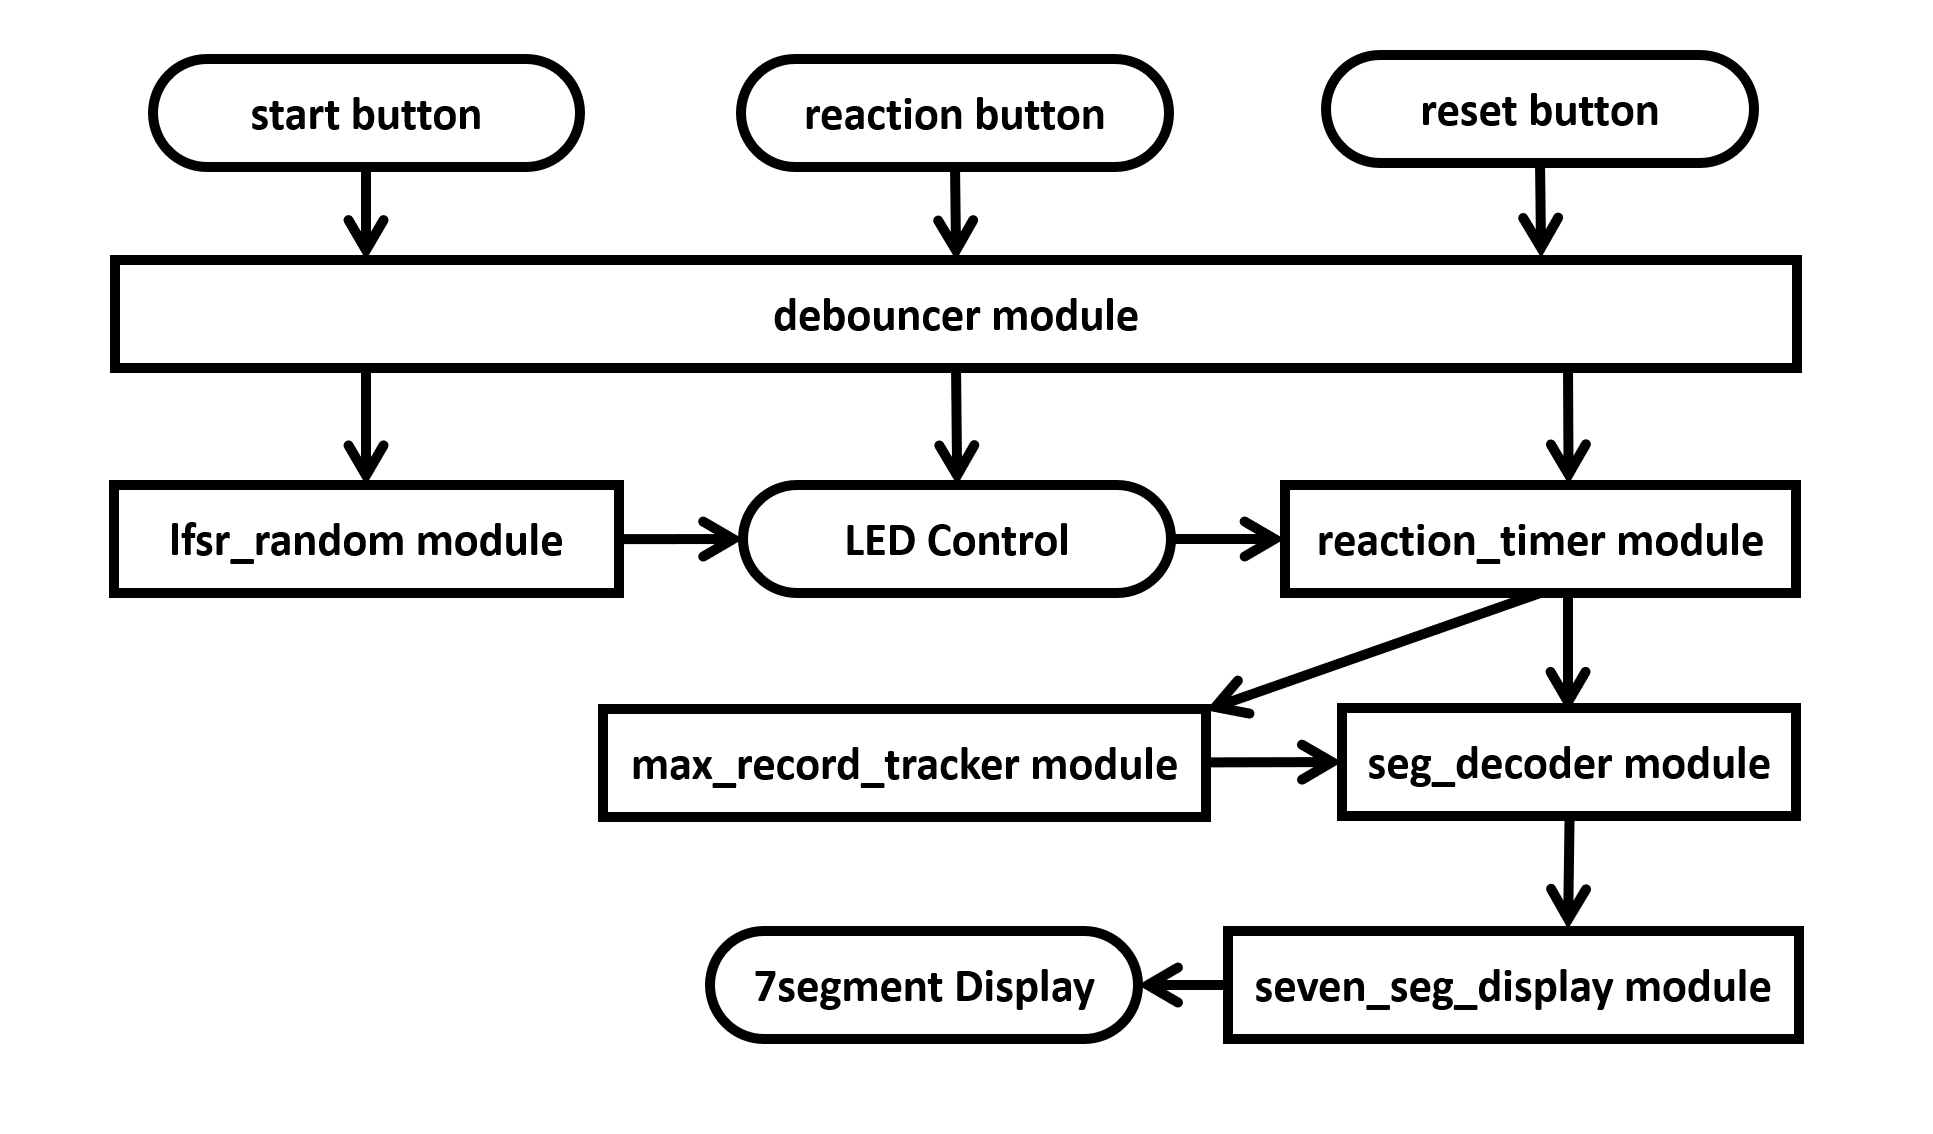 start button
reaction button
reset button
debouncer module
lfsr_random module
LED Control
reaction_timer module
max_record_tracker module
seg_decoder module
7segment Display
seven_seg_display module